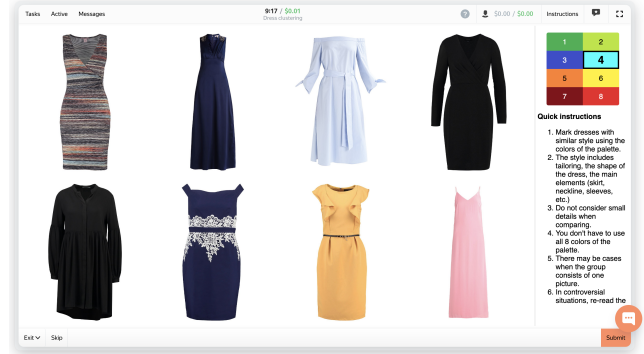 Tasks Active Messages
9:17 / $0.01
Dress clustering
? $0.00 / $0.00 Instructions
1 2
3 4
5 6
7 8
Quick instructions
1. Mark dresses with
similar style using the
colors of the palette.
2. The style includes
tailoring, the shape of
the dress, the main
elements (skirt,
neckline, sleeves,
etc.)
3. Do not consider small
details when
comparing.
4. You don't have to use
all 8 colors of the
palette.
5. There may be cases
when the group
consists of one
picture.
6. In controversial
situations, re-read the
Exit Skip
Submit